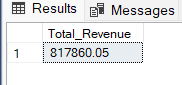 Results Messages
Total_Revenue
1 817860.05